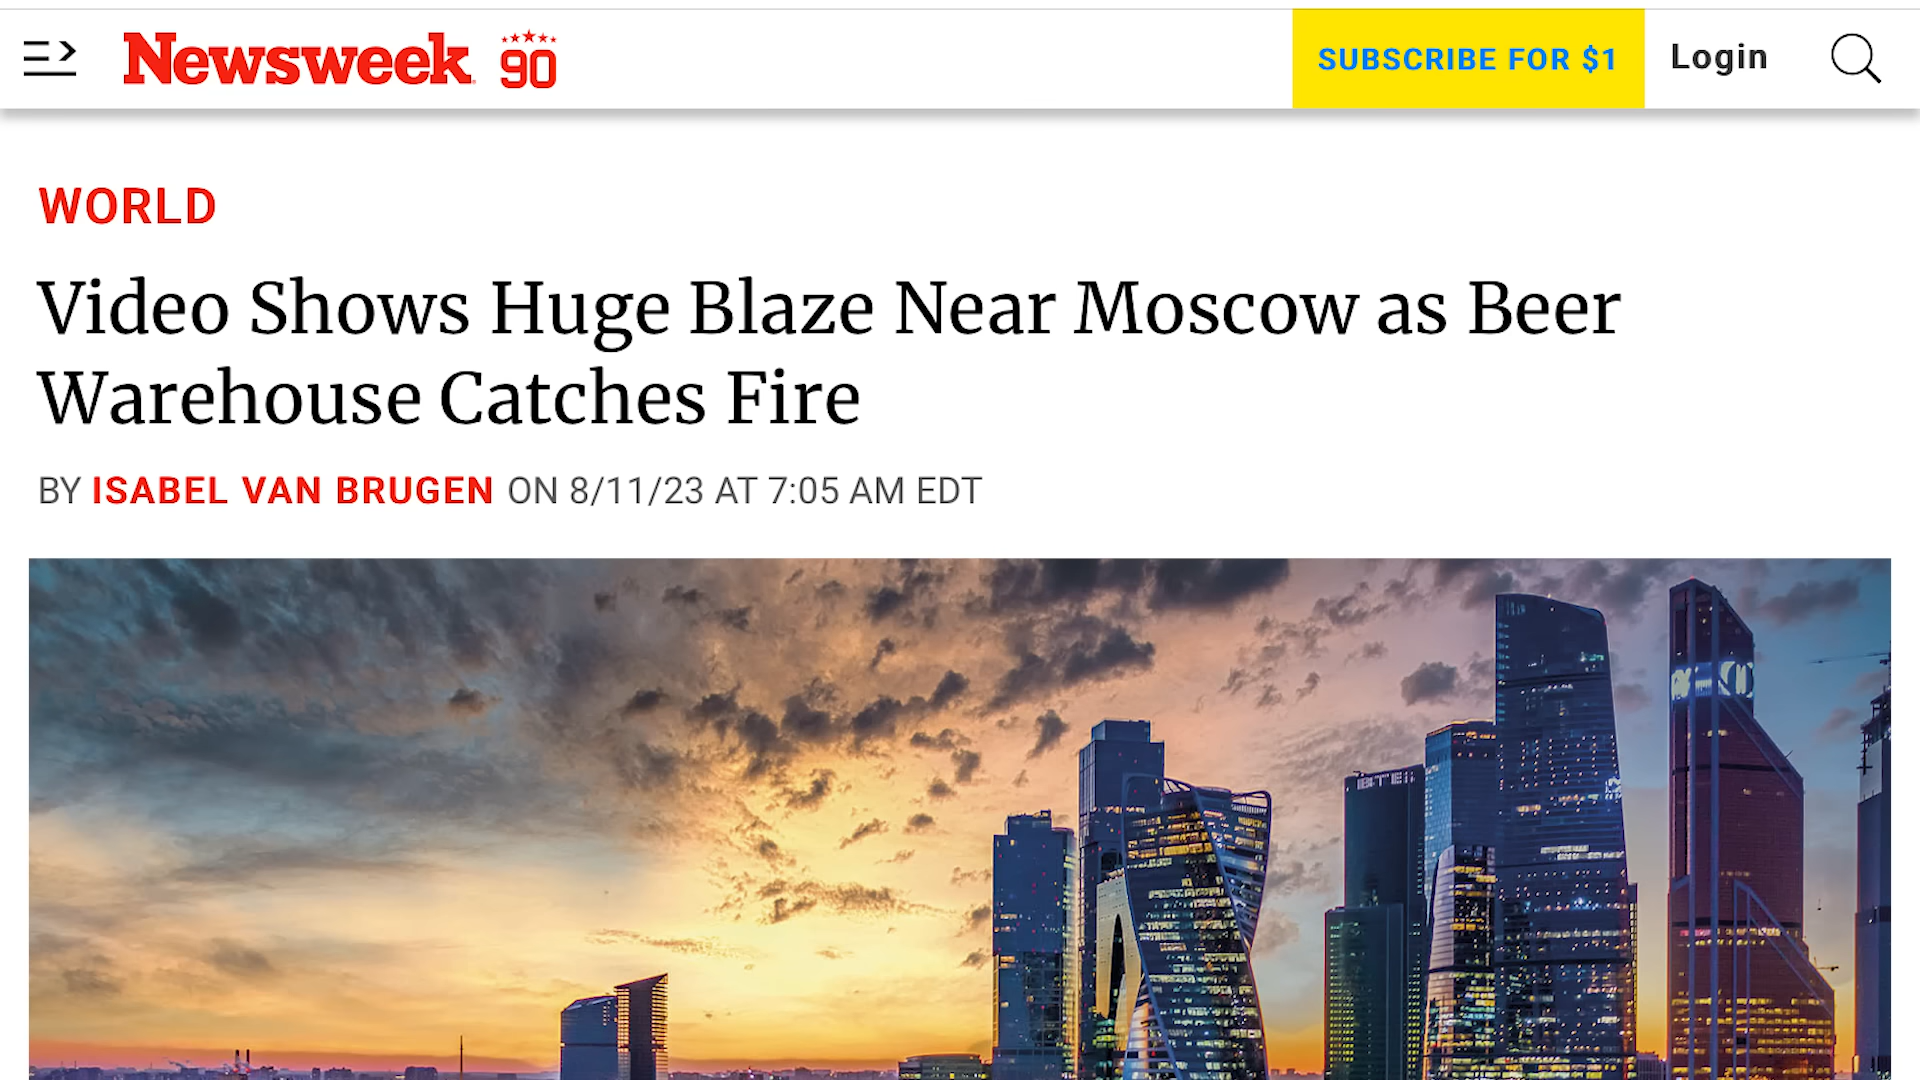 Newsweek 90
SUBSCRIBE FOR $1
Login
WORLD
Video Shows Huge Blaze Near Moscow as Beer
Warehouse Catches Fire
BY ISABEL VAN BRUGEN ON 8/11/23 AT 7:05 AM EDT